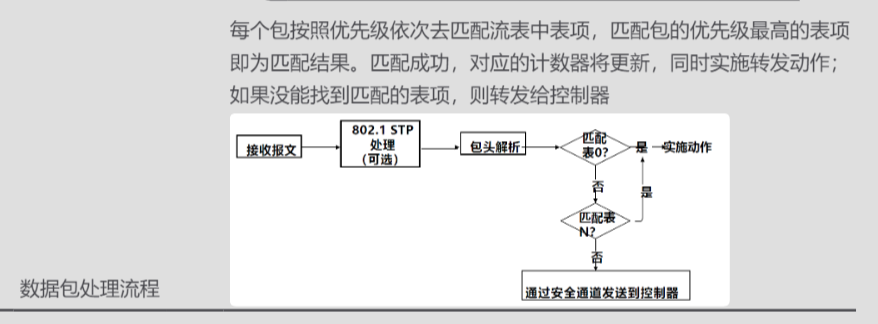 每个包按照优先级依次去匹配流表中表项，匹配包的优先级最高的表项
即为匹配结果。匹配成功，对应的计数器将更新，同时实施转发动作；
如果没能找到匹配的表项，则转发给控制器
接收报文
802.1 STP
处理
（可选）
包头解析
匹配
表0?
是
实施动作
否
是
匹配表
N?
否
通过安全通道发送到控制器
数据包处理流程